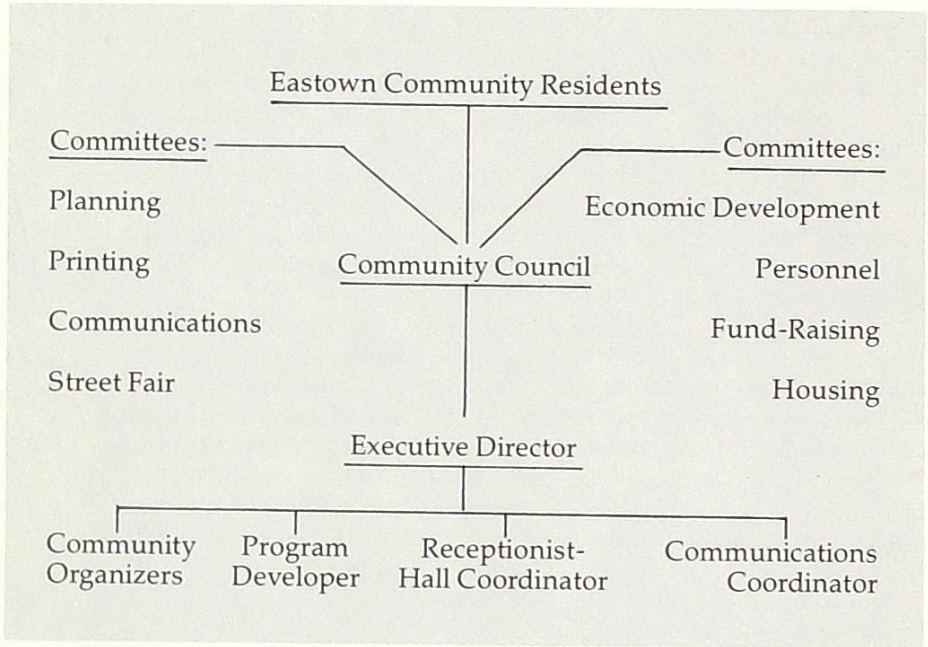 Eastown Community Residents
Committees:
Planning
Printing
Communications
Street Fair
Committees:
Economic Development
Personnel
Fund-Raising
Housing
Community Council
Executive Director
Community
Organizers
Program
Developer
Receptionist-
Hall Coordinator
Communications
Coordinator